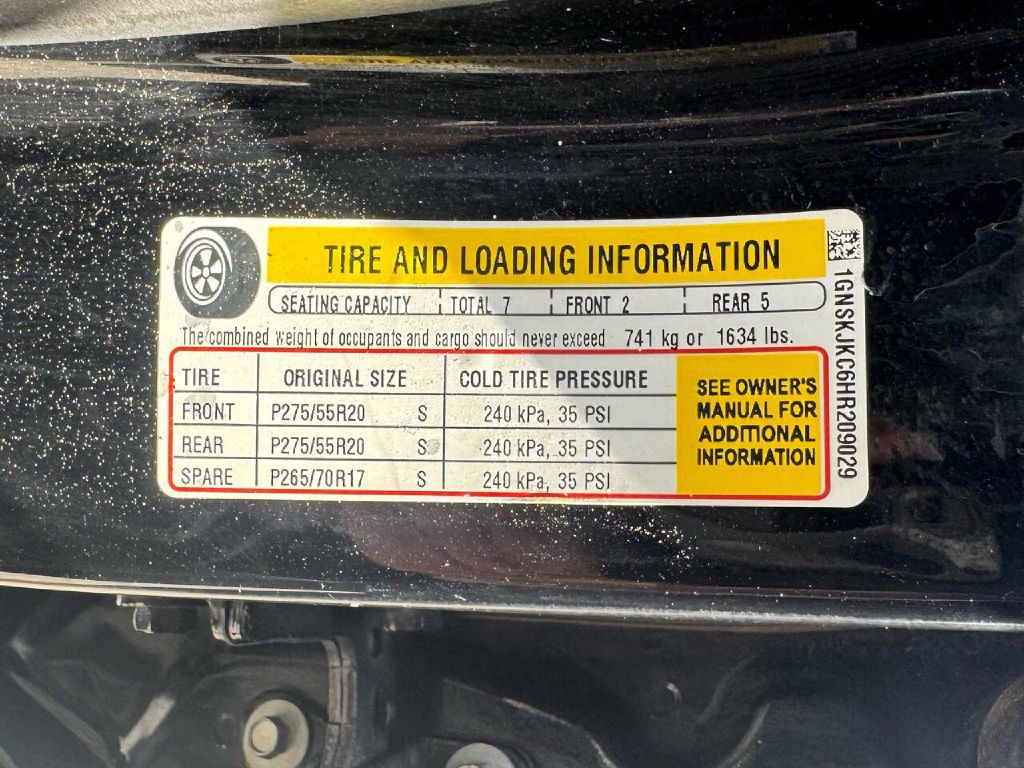 TIRE AND LOADING INFORMATION
SEATING CAPACITY TOTAL 7 FRONT 2 REAR 5
The combined weight of occupants and cargo should never exceed 741 kg or 1634 lbs.
TIRE ORIGINAL SIZE COLD TIRE PRESSURE
FRONT P275/55R20 S 240 kPa, 35 PSI
REAR P275/55R20 S 240 kPa, 35 PSI
SPARE P265/70R17 S 240 kPa, 35 PSI
SEE OWNER'S
MANUAL FOR
ADDITIONAL
INFORMATION
1GNSKJKC6HR209029